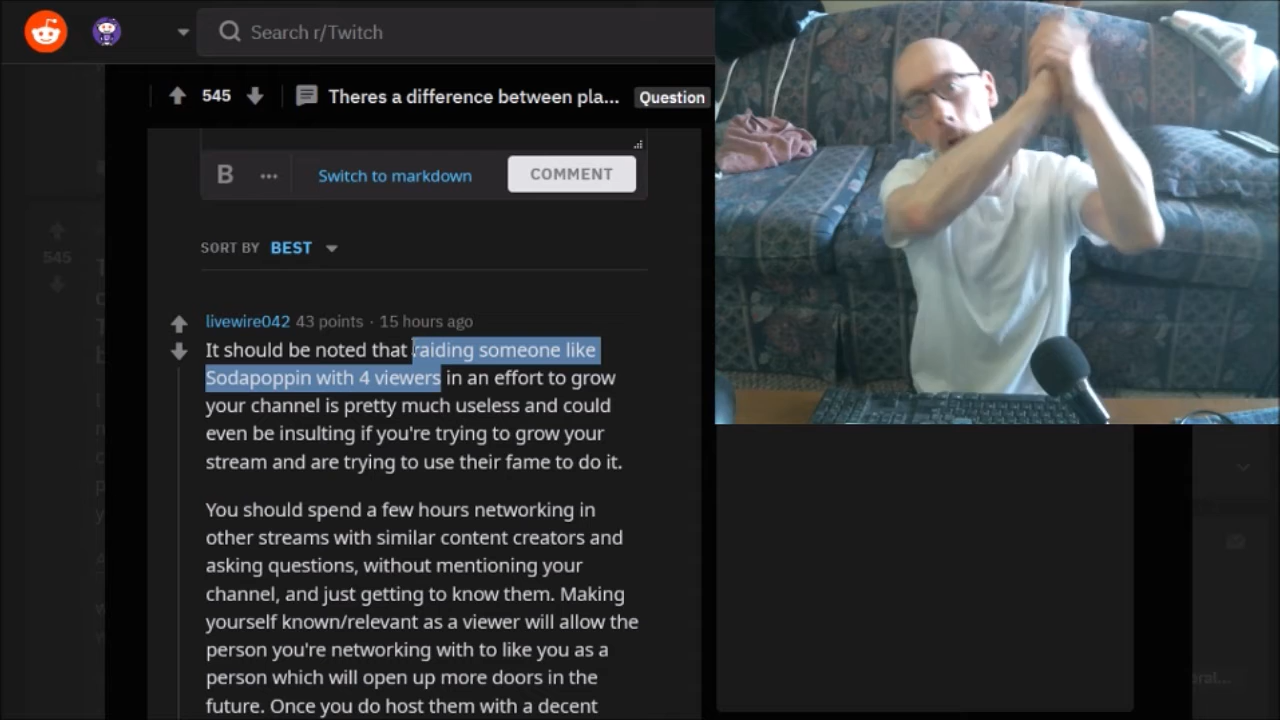 Search r/Twitch
545
Theres a difference between pla...
Question
B
Switch to markdown
COMMENT
SORT BY BEST
545
livewire042 43 points · 15 hours ago
It should be noted that raiding someone like
Sodapoppin with 4 viewers in an effort to grow
your channel is pretty much useless and could
even be insulting if you're trying to grow your
stream and are trying to use their fame to do it.
You should spend a few hours networking in
other streams with similar content creators and
asking questions, without mentioning your
channel, and just getting to know them. Making
yourself known/relevant as a viewer will allow the
person you're networking with to like you as a
person which will open up more doors in the
future. Once you do host them with a decent